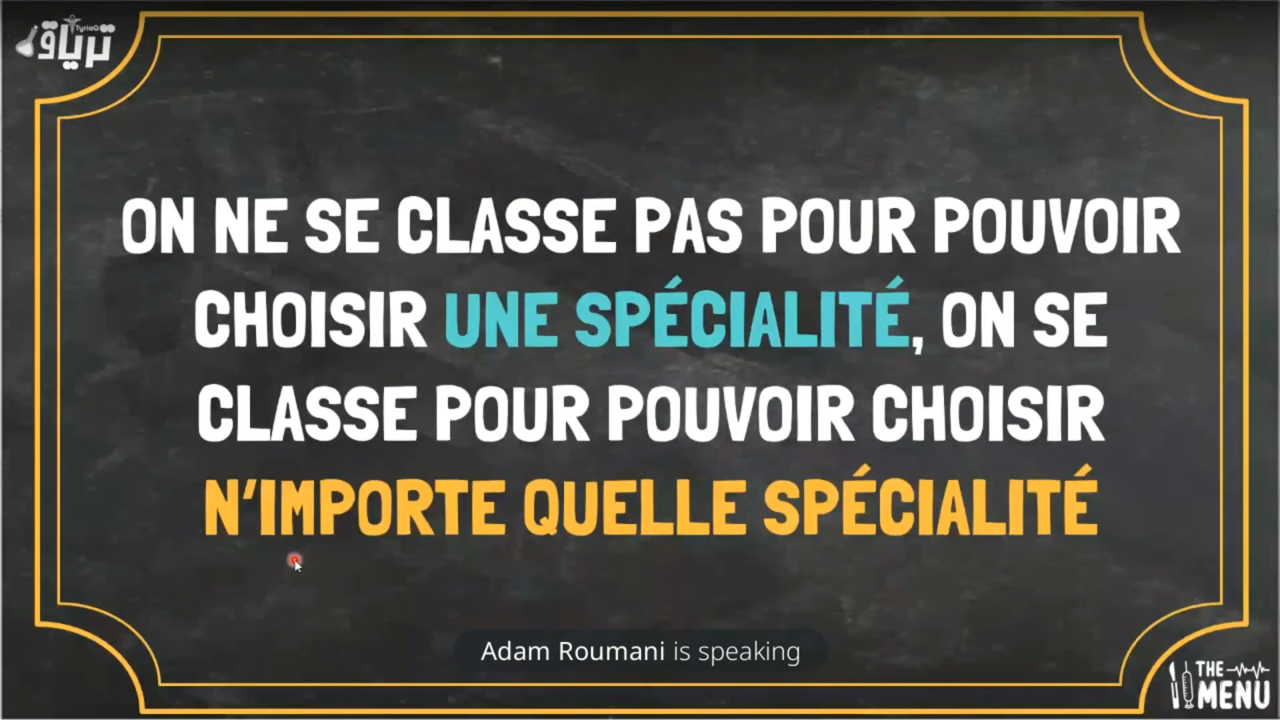 ترياق
TyriaQ
ON NE SE CLASSE PAS POUR POUVOIR
CHOISIR UNE SPÉCIALITÉ, ON SE
CLASSE POUR POUVOIR CHOISIR
N'IMPORTE QUELLE SPÉCIALITÉ
Adam Roumani is speaking
THE
MENU